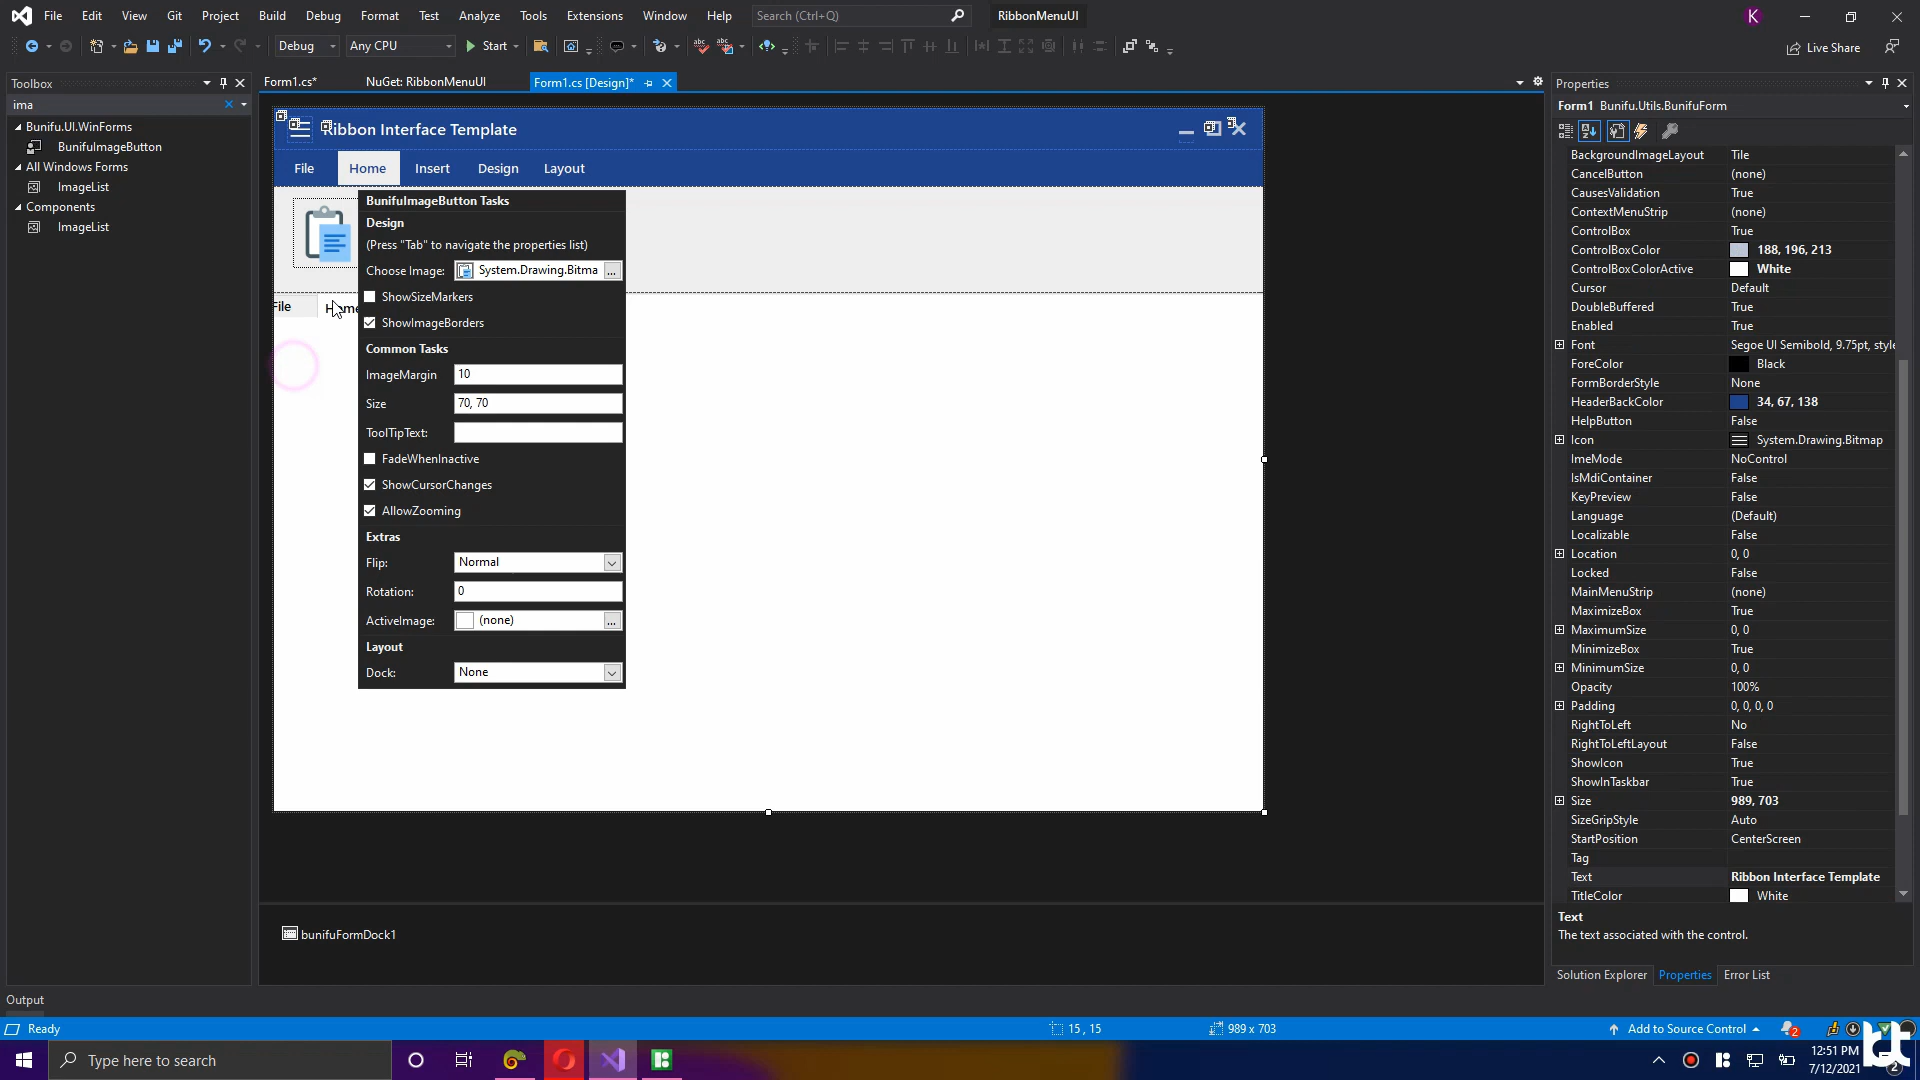 File Edit View Git Project Build Debug Format Test Analyze Tools Extensions Window Help Search (Ctrl+Q) RibbonMenuUI K
Debug Any CPU Start Live Share
Toolbox
ima
Bunifu.UI.WinForms
BunifuImageButton
All Windows Forms
ImageList
Components
ImageList
Form1.cs* NuGet: RibbonMenuUI Form1.cs [Design]*
Ribbon Interface Template
File Home Insert Design Layout
File Home
BunifuImageButton Tasks
Design
(Press "Tab" to navigate the properties list)
Choose Image: System.Drawing.Bitma ...
ShowSizeMarkers
ShowImageBorders
Common Tasks
ImageMargin 10
Size 70, 70
ToolTipText:
FadeWhenInactive
ShowCursorChanges
AllowZooming
Extras
Flip: Normal
Rotation: 0
ActiveImage: (none) ...
Layout
Dock: None
bunifuFormDock1
Properties
Form1 Bunifu.Utils.BunifuForm
BackgroundImageLayout Tile
CancelButton (none)
CausesValidation True
ContextMenuStrip (none)
ControlBox True
ControlBoxColor 188, 196, 213
ControlBoxColorActive White
Cursor Default
DoubleBuffered True
Enabled True
Font Segoe UI Semibold, 9.75pt, style
ForeColor Black
FormBorderStyle None
HeaderBackColor 34, 67, 138
HelpButton False
Icon System.Drawing.Bitmap
ImeMode NoControl
IsMdiContainer False
KeyPreview False
Language (Default)
Localizable False
Location 0, 0
Locked False
MainMenuStrip (none)
MaximizeBox True
MaximumSize 0, 0
MinimizeBox True
MinimumSize 0, 0
Opacity 100%
Padding 0, 0, 0, 0
RightToLeft No
RightToLeftLayout False
ShowIcon True
ShowInTaskbar True
Size 989, 703
SizeGripStyle Auto
StartPosition CenterScreen
Tag
Text Ribbon Interface Template
TitleColor White
Text
The text associated with the control.
Solution Explorer Properties Error List
Output
Ready 15 , 15 989 x 703 Add to Source Control 2
Type here to search 12:51 PM
7/12/2021 2